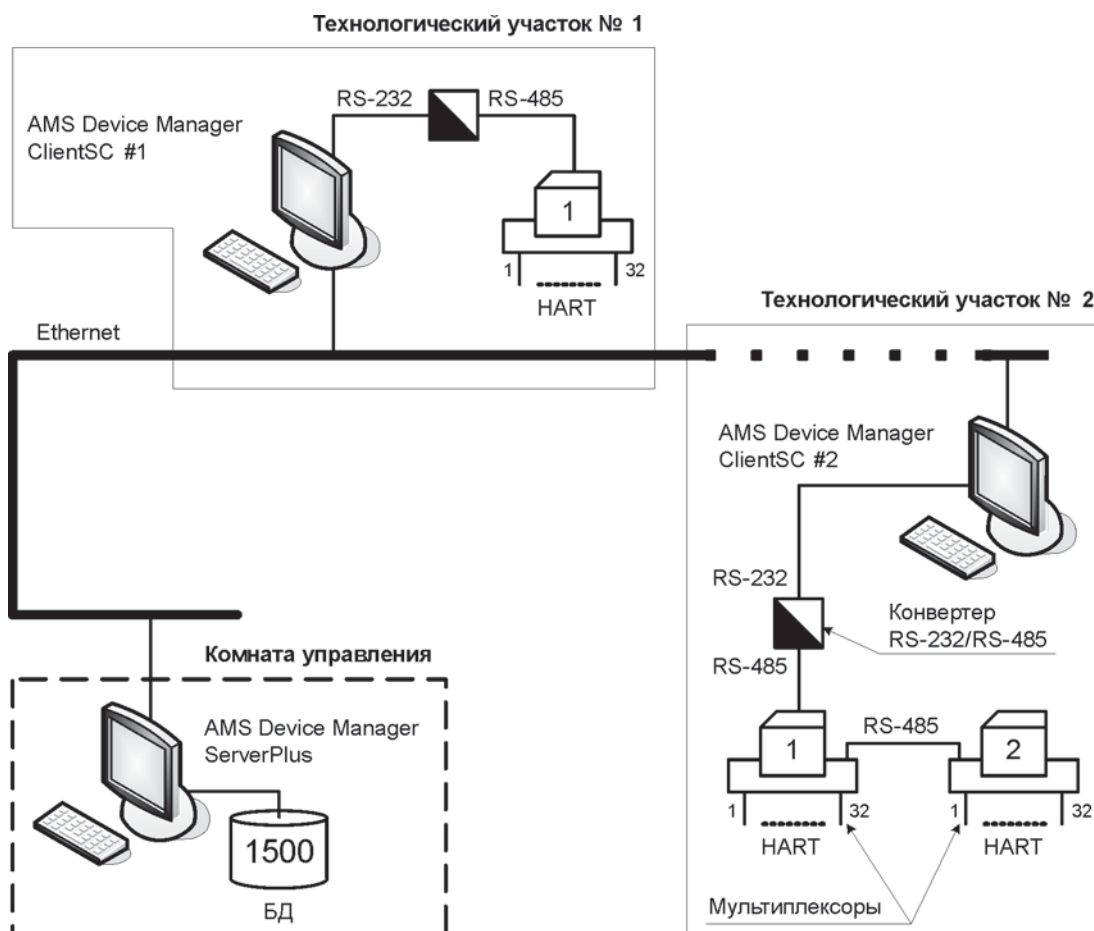 Технологический участок № 1
RS-232
RS-485
AMS Device Manager
ClientSC #1
1
1
32
HART
Технологический участок № 2
Ethernet
AMS Device Manager
ClientSC #2
RS-232
Конвертер
RS-232/RS-485
RS-485
Комната управления
AMS Device Manager
ServerPlus
1500
БД
RS-485
1
2
1
32
1
32
HART
HART
Мультиплексоры